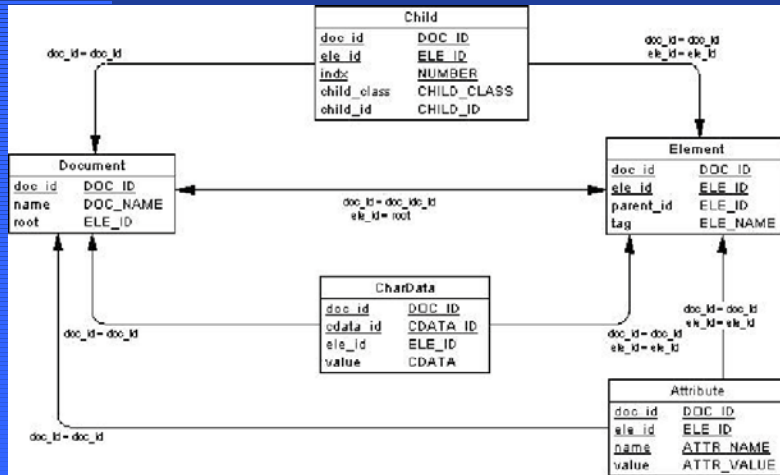 Child
doc_id DOC_ID
ele_id ELE_ID
indx NUMBER
child_class CHILD_CLASS
child_id CHILD_ID
doc_id = doc_id
doc_id = doc_id
ele_id = ele_id
Document
doc_id DOC_ID
name DOC_NAME
root ELE_ID
Element
doc_id DOC_ID
ele_id ELE_ID
parent_id ELE_ID
tag ELE_NAME
doc_id = doc_idc_id
ele_id = root
CharData
doc_id DOC_ID
cdata_id CDATA_ID
ele_id ELE_ID
value CDATA
doc_id = doc_id
doc_id = doc_id
ele_id = ele_id
doc_id = doc_id
ele_id = ele_id
Attribute
doc_id DOC_ID
ele_id ELE_ID
name ATTR_NAME
value ATTR_VALUE
doc_id = doc_id